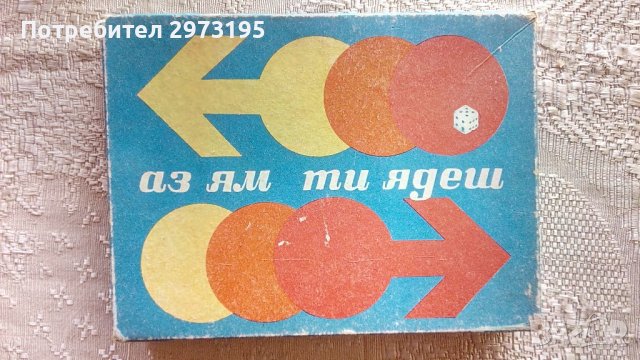 Потребител 2973195
аз ям ти ядеш